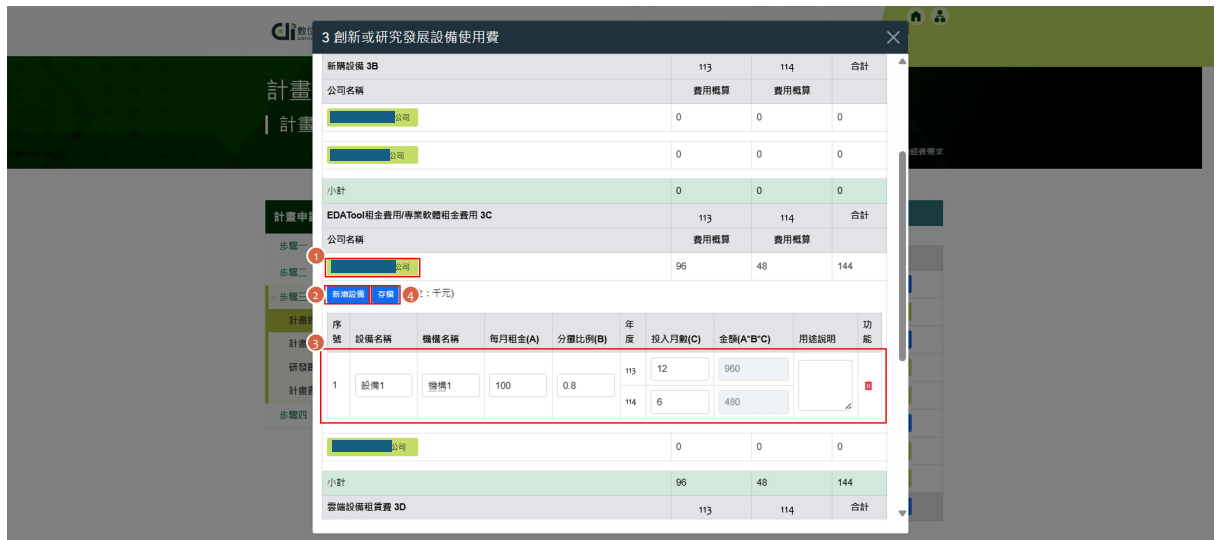 3 創新或研究發展設備使用費
計畫
計畫
經費需求
新購設備 3B 113 114 合計
公司名稱 費用概算 費用概算
公司 0 0 0
公司 0 0 0
小計 0 0 0
計畫申
EDATool租金費用/專業軟體租金費用 3C 113 114 合計
步驟一
公司名稱 費用概算 費用概算
1
步驟二
公司 96 48 144
步驟三
2 新增設備 存檔 4 :千元)
序號 設備名稱 機構名稱 每月租金(A) 分攤比例(B) 年度 投入月數(C) 金額(A*B*C) 用途說明 功能
3
1 設備1 機構1 100 0.8 113 12 960
114 6 480
步驟四
公司 0 0 0
小計 96 48 144
雲端設備租賃費 3D 113 114 合計